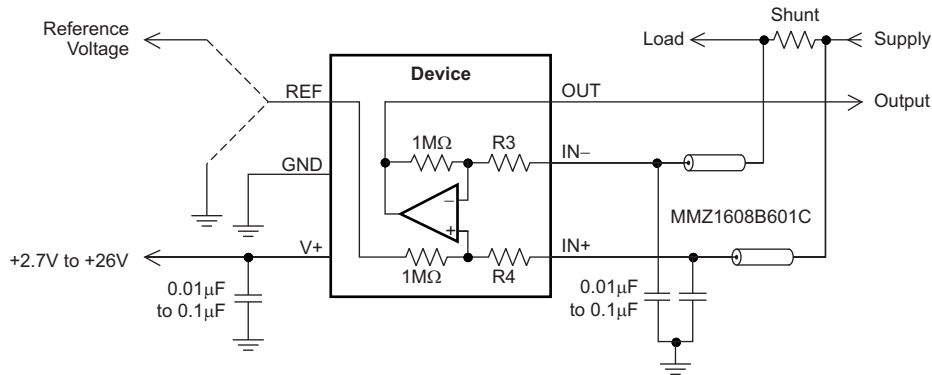 Reference
Voltage
Load
Shunt
Supply
Device
REF
OUT
Output
1MΩ
R3
IN−
GND
−
+
MMZ1608B601C
+2.7V to +26V
V+
IN+
1MΩ
R4
0.01µF
to 0.1µF
0.01µF
to 0.1µF